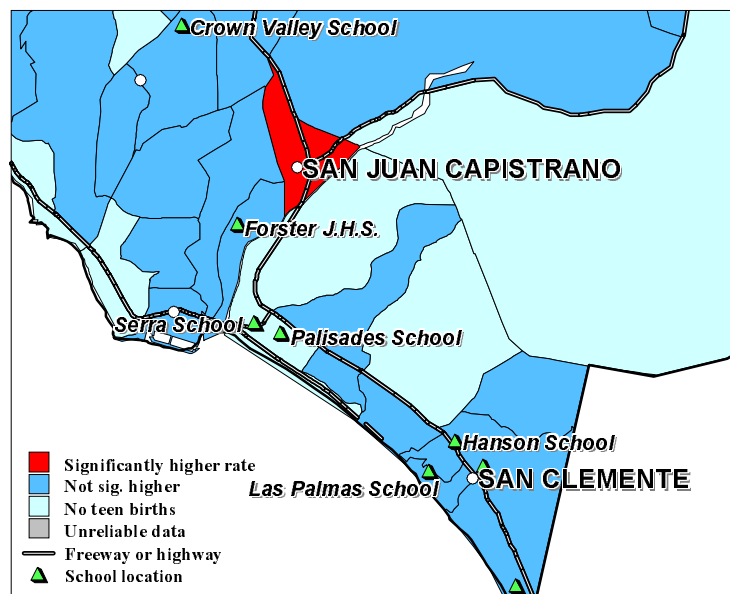 Crown Valley School
SAN JUAN CAPISTRANO
Forster J.H.S.
Serra School
Palisades School
Hanson School
Las Palmas School
SAN CLEMENTE
Significantly higher rate
Not sig. higher
No teen births
Unreliable data
Freeway or highway
School location